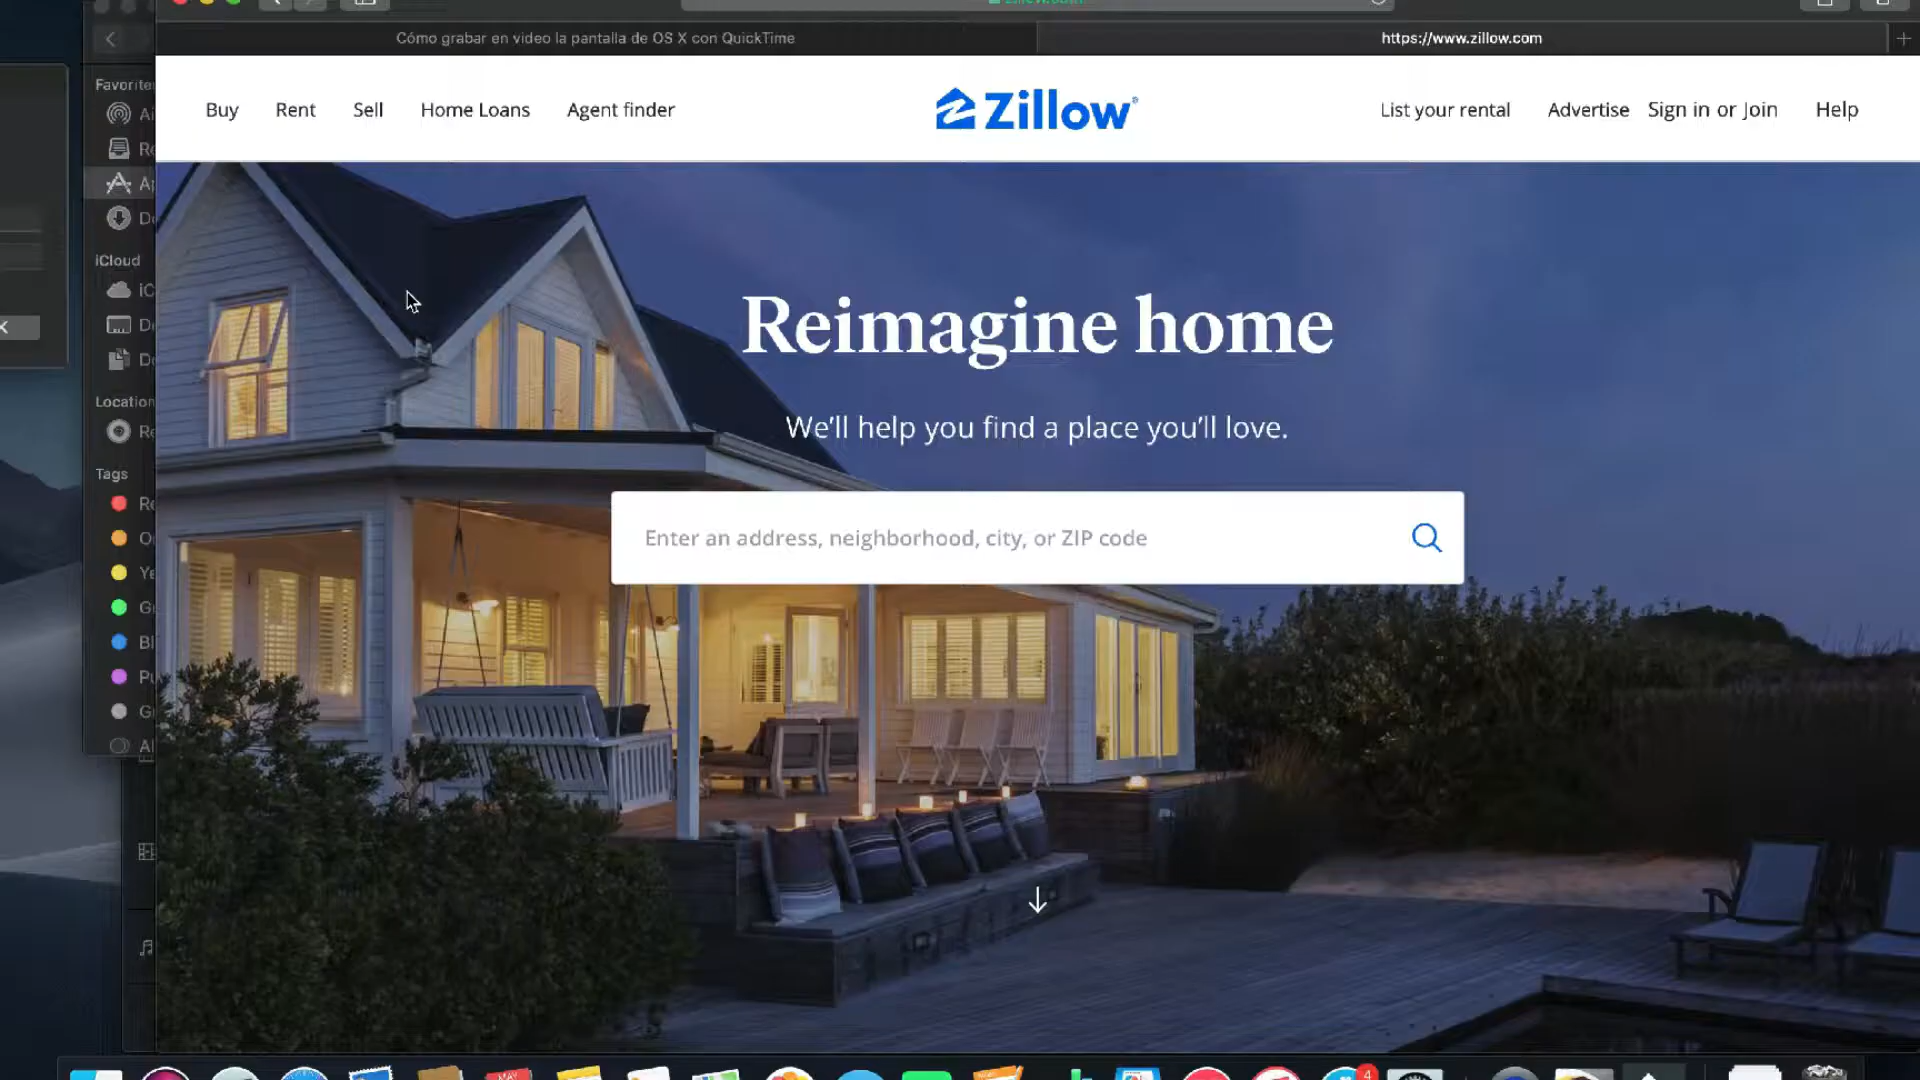 Cómo grabar en video la pantalla de OS X con QuickTime
https://www.zillow.com
Buy
Rent
Sell
Home Loans
Agent finder
Zillow
List your rental
Advertise
Sign in or Join
Help
Reimagine home
We'll help you find a place you'll love.
Enter an address, neighborhood, city, or ZIP code
iCloud
Tags
4